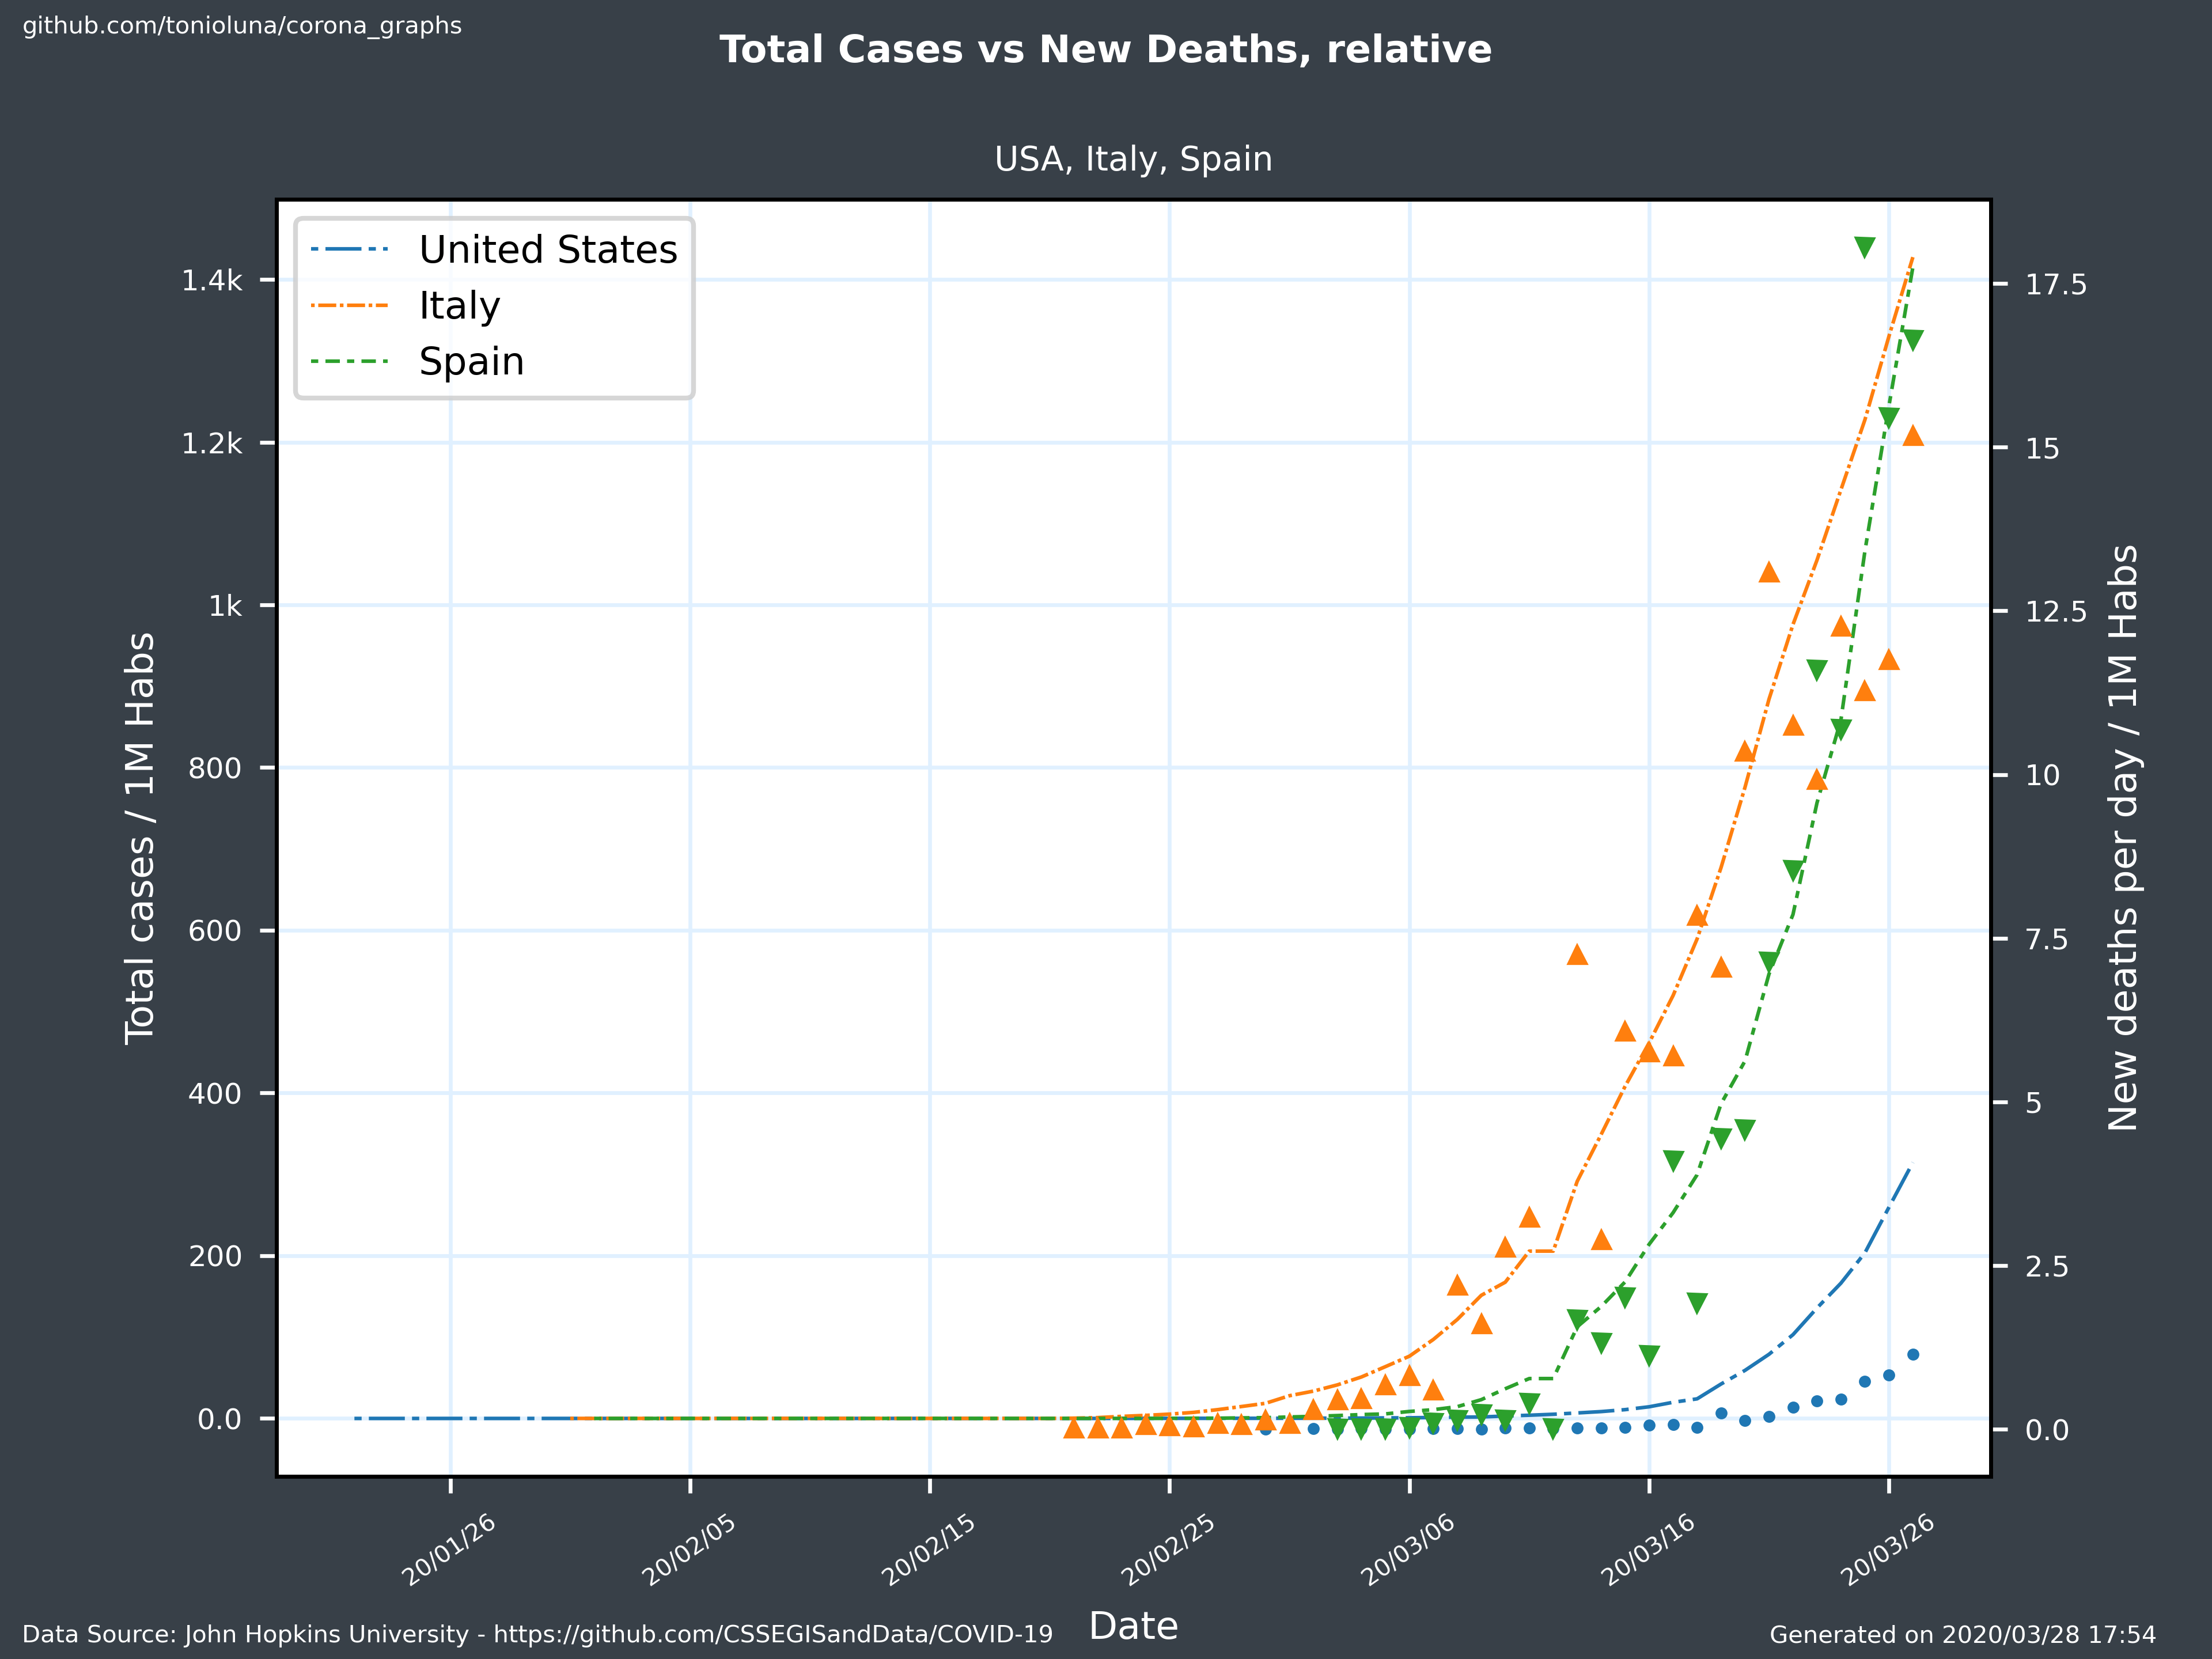 github.com/tonioluna/corona_graphs
Total Cases vs New Deaths, relative
USA, Italy, Spain
United States
Italy
Spain
1.4k
1.2k
1k
800
600
400
200
0.0
Total cases / 1M Habs
17.5
15
12.5
10
7.5
5
2.5
0.0
New deaths per day / 1M Habs
20/01/26
20/02/05
20/02/15
20/02/25
20/03/06
20/03/16
20/03/26
Date
Data Source: John Hopkins University - https://github.com/CSSEGISandData/COVID-19
Generated on 2020/03/28 17:54